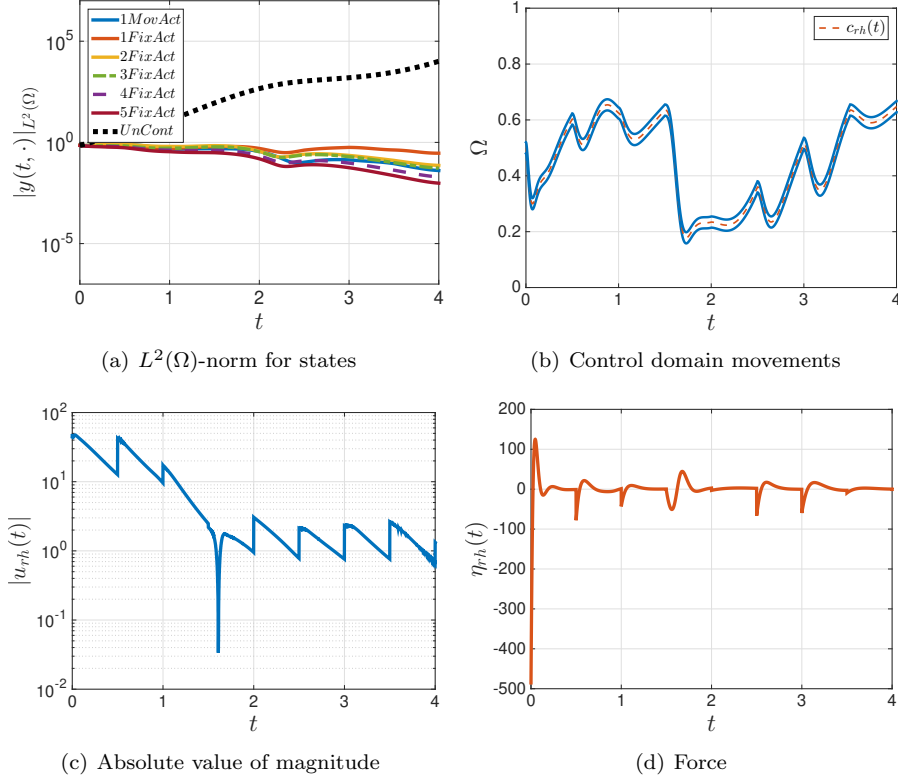 10^5
10^0
10^-5
|y(t, ·)|_{L^2(Ω)}
1MovAct
1FixAct
2FixAct
3FixAct
4FixAct
5FixAct
UnCont
0 1 2 3 4
t
(a) L^2(Ω)-norm for states
1
0.8
0.6
0.4
0.2
0
Ω
c_{rh}(t)
0 1 2 3 4
t
(b) Control domain movements
10^2
10^1
10^0
10^-1
10^-2
|u_{rh}(t)|
0 1 2 3 4
t
(c) Absolute value of magnitude
200
100
0
-100
-200
-300
-400
-500
η_{rh}(t)
0 1 2 3 4
t
(d) Force